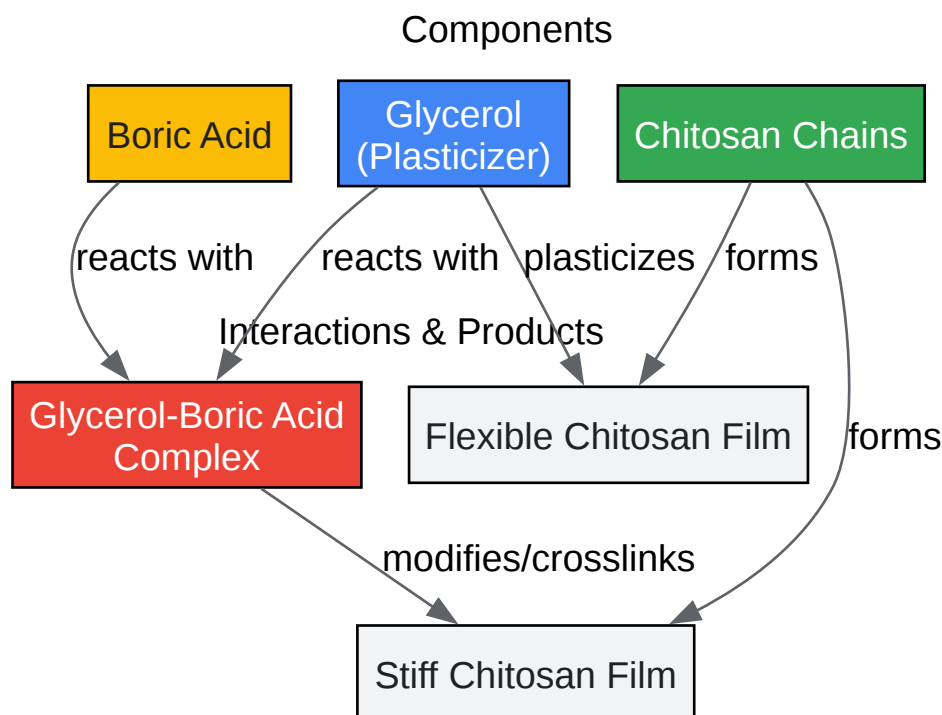 Components
Boric Acid
Glycerol
(Plasticizer)
Chitosan Chains
reacts with
reacts with
plasticizes
forms
Interactions & Products
Glycerol-Boric Acid
Complex
Flexible Chitosan Film
forms
modifies/crosslinks
Stiff Chitosan Film